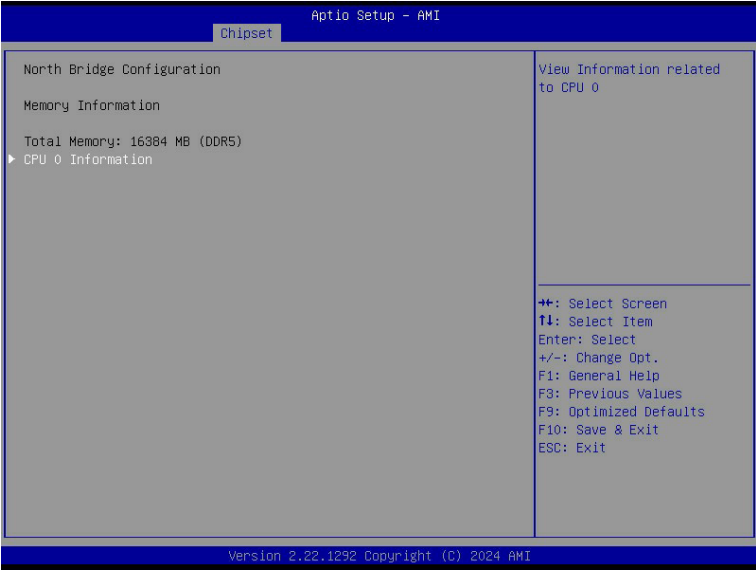 Aptio Setup - AMI
Chipset
North Bridge Configuration
Memory Information
Total Memory: 16384 MB (DDR5)
CPU 0 Information
View Information related
to CPU 0
→←: Select Screen
↑↓: Select Item
Enter: Select
+/-: Change Opt.
F1: General Help
F3: Previous Values
F9: Optimized Defaults
F10: Save & Exit
ESC: Exit
Version 2.22.1292 Copyright (C) 2024 AMI